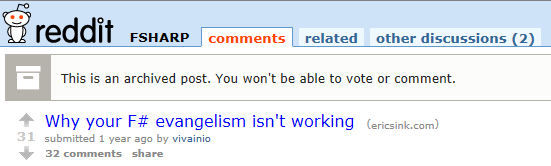 reddit FSHARP comments related other discussions (2)
This is an archived post. You won't be able to vote or comment.
Why your F# evangelism isn't working (ericsink.com)
31 submitted 1 year ago by vivainio
32 comments share